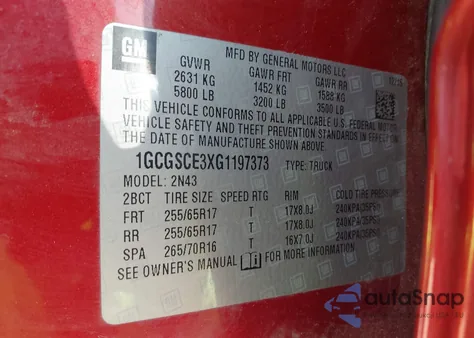 GM
MFD BY GENERAL MOTORS LLC
GVWR GAWR FRT GAWR RR
2631 KG 1452 KG 1588 KG
5800 LB 3200 LB 3500 LB
THIS VEHICLE CONFORMS TO ALL APPLICABLE U.S. FEDERAL MOTOR
VEHICLE SAFETY AND THEFT PREVENTION STANDARDS IN EFFECT ON
THE DATE OF MANUFACTURE SHOWN ABOVE.
1GCGSCE3XG1197373 TYPE: TRUCK
MODEL: 2N43
2BCT TIRE SIZE SPEED RTG RIM COLD TIRE PRESSURE
FRT 255/65R17 T 17X8.0J 240KPA(35PSI)
RR 255/65R17 T 17X8.0J 240KPA(35PSI)
SPA 265/70R16 T 16X7.0J 240KPA(35PSI)
SEE OWNER'S MANUAL
autoSnap